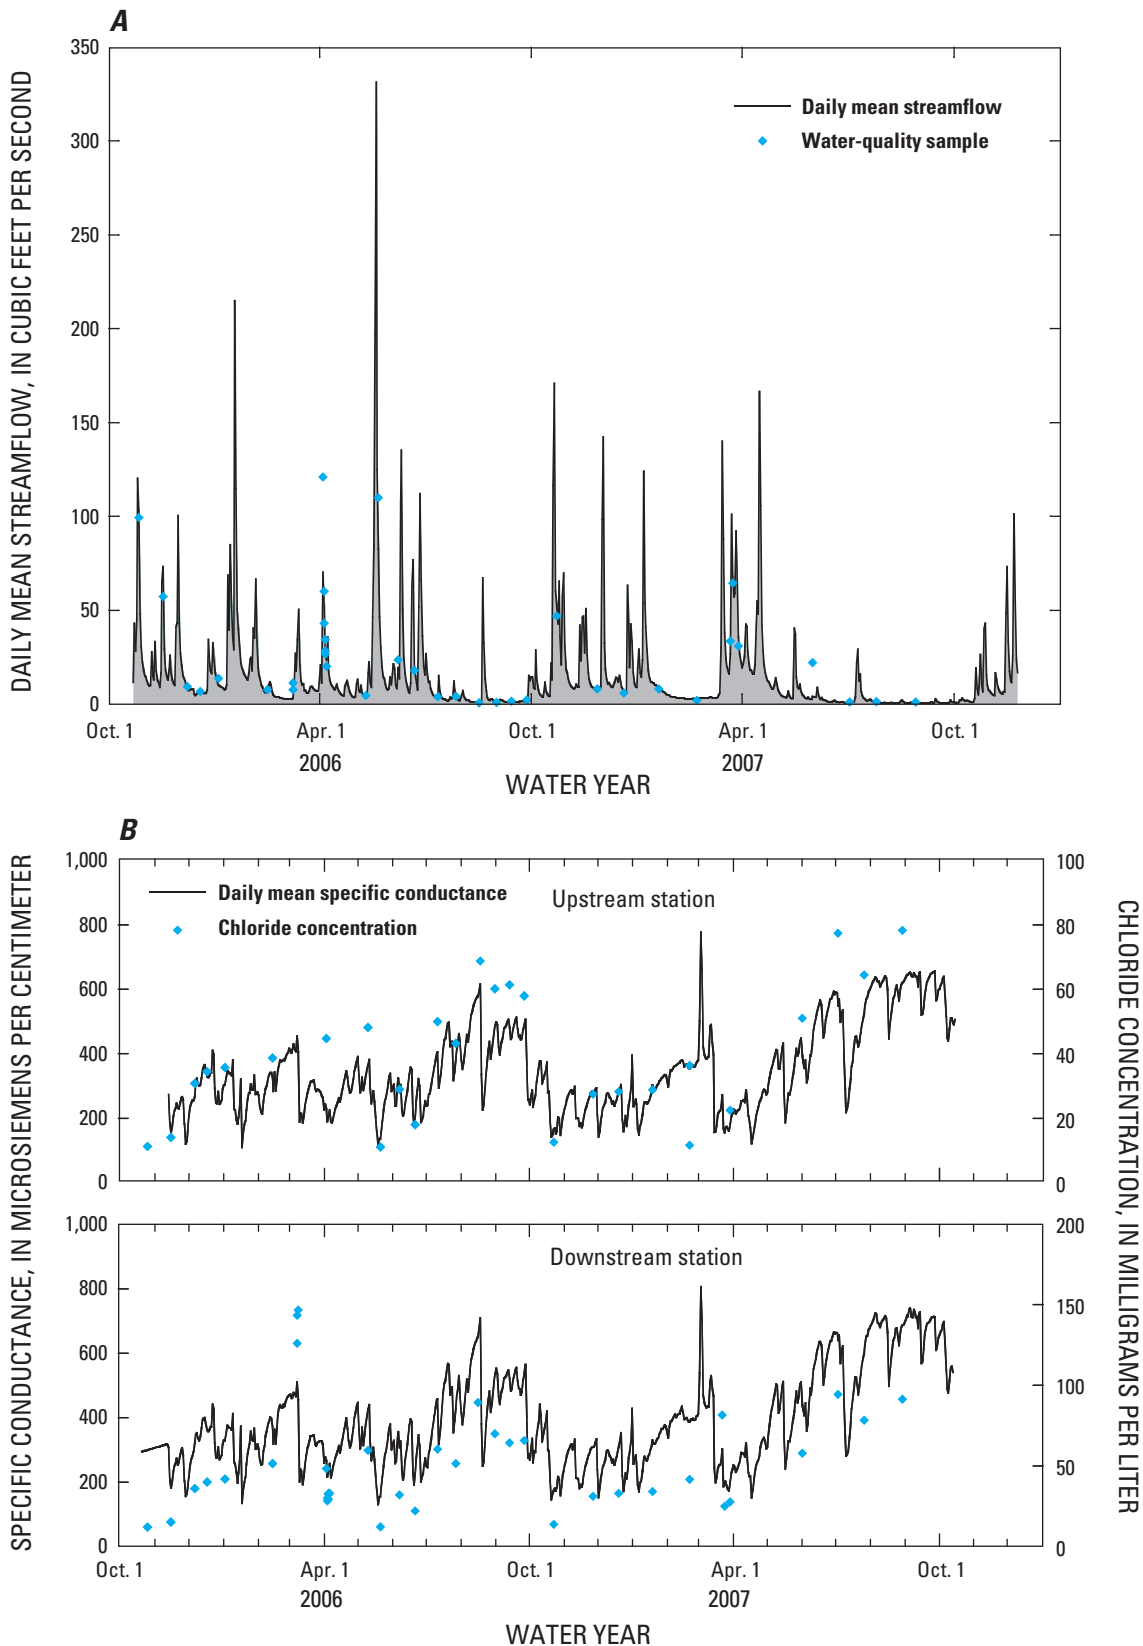 A
DAILY MEAN STREAMFLOW, IN CUBIC FEET PER SECOND
350
300
250
200
150
100
50
0
Daily mean streamflow
Water-quality sample
Oct. 1 Apr. 1 Oct. 1 Apr. 1 Oct. 1
2006 2007
WATER YEAR
B
SPECIFIC CONDUCTANCE, IN MICROSIEMENS PER CENTIMETER
CHLORIDE CONCENTRATION, IN MILLIGRAMS PER LITER
1,000
800
600
400
200
0
Daily mean specific conductance
Chloride concentration
Upstream station
100
80
60
40
20
0
1,000
800
600
400
200
0
Downstream station
200
150
100
50
0
Oct. 1 Apr. 1 Oct. 1 Apr. 1 Oct. 1
2006 2007
WATER YEAR